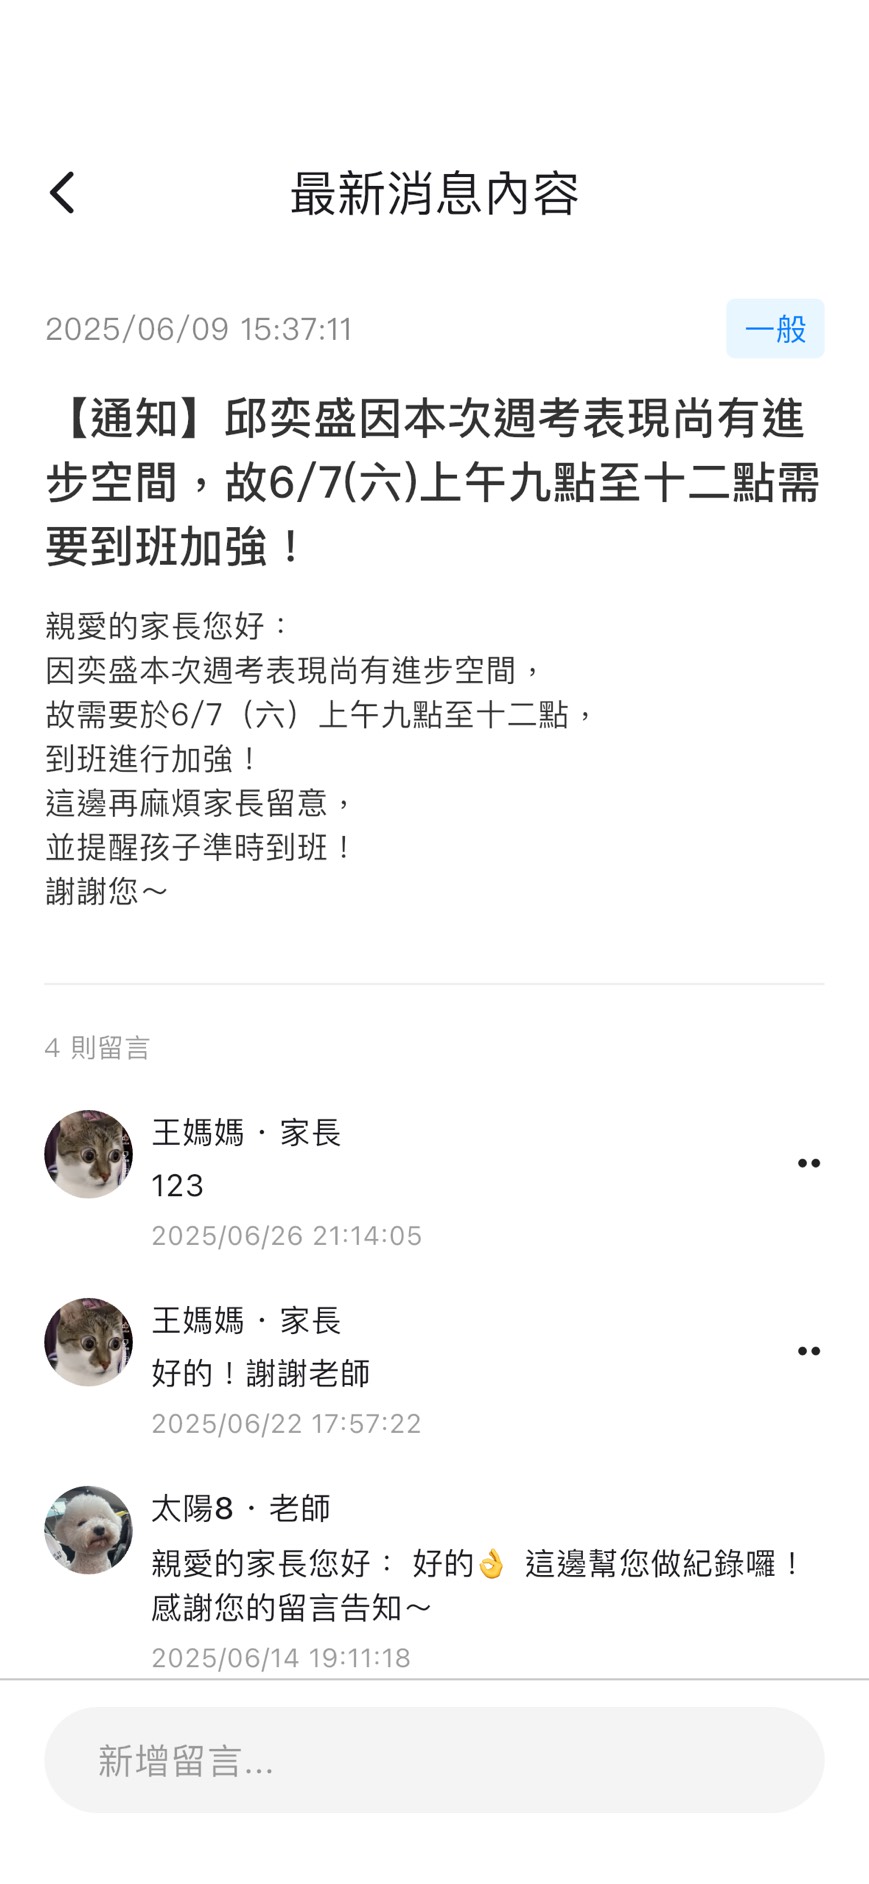 最新消息內容
2025/06/09 15:37:11
一般
【通知】邱奕盛因本次週考表現尚有進
步空間，故6/7(六)上午九點至十二點需
要到班加強！
親愛的家長您好：
因奕盛本次週考表現尚有進步空間，
故需要於6/7（六）上午九點至十二點，
到班進行加強！
這邊再麻煩家長留意，
並提醒孩子準時到班！
謝謝您～
4 則留言
王媽媽・家長
123
2025/06/26 21:14:05
王媽媽・家長
好的！謝謝老師
2025/06/22 17:57:22
太陽8・老師
親愛的家長您好： 好的👌 這邊幫您做紀錄囉！
感謝您的留言告知～
2025/06/14 19:11:18
新增留言...